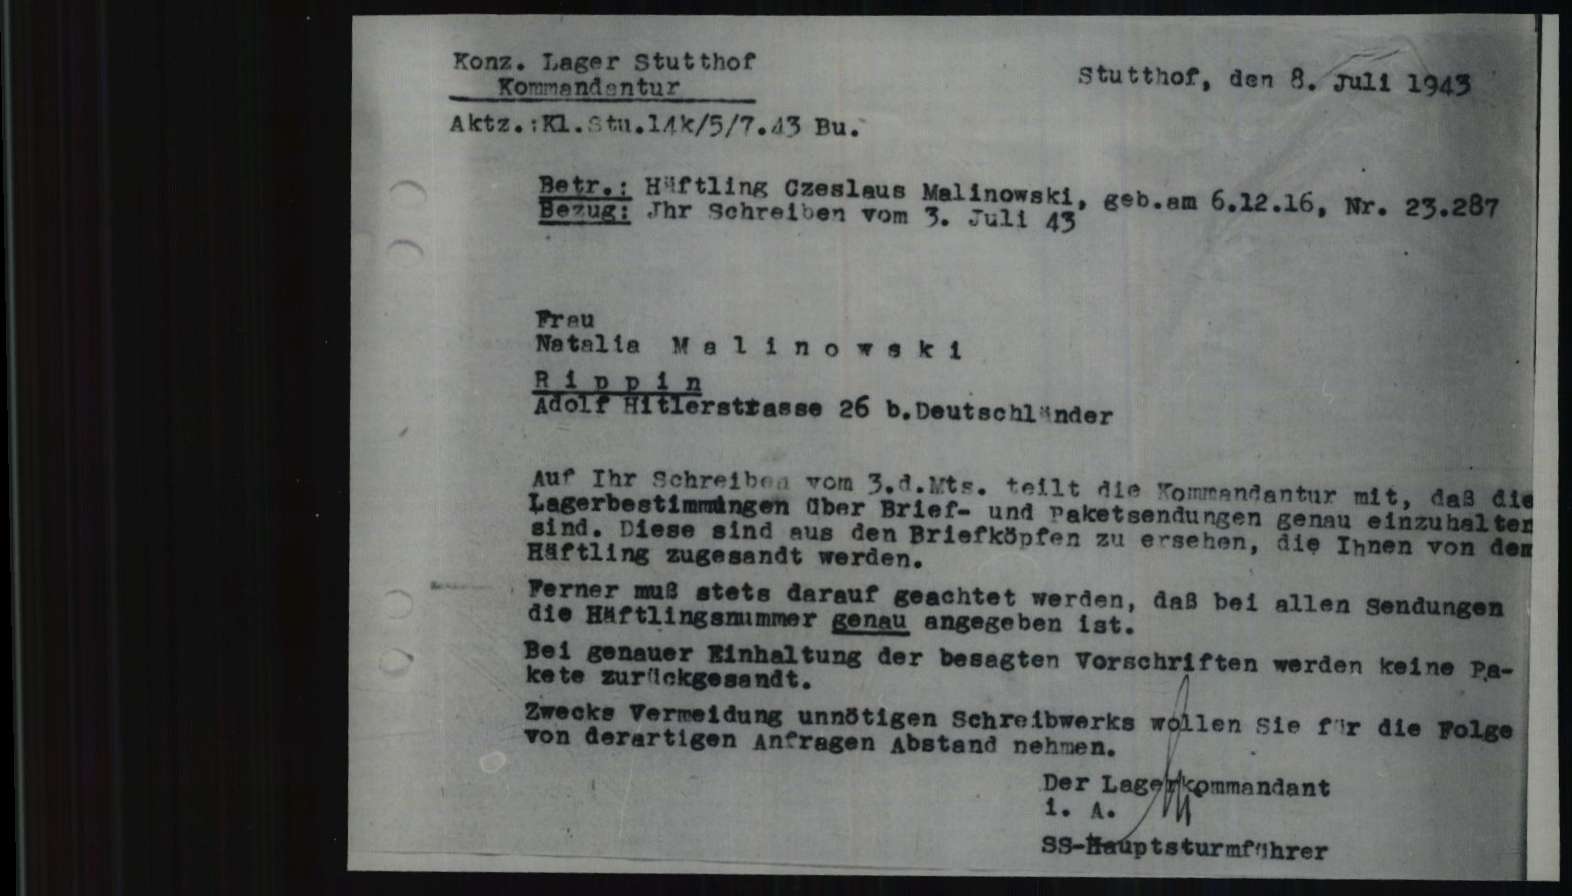 Konz. Lager Stutthof
Kommandantur
Stutthof, den 8. Juli 1943
Aktz.:Kl.Stu.14k/5/7.43 Bu.
Betr.: Häftling Czeslaus Malinowski, geb.am 6.12.16, Nr. 23.287
Bezug: Jhr Schreiben vom 3. Juli 43
Frau
Natalia M a l i n o w s k i
R i p p i n
Adolf Hitlerstrasse 26 b.Deutschländer
Auf Ihr Schreiben vom 3.d.Mts. teilt die Kommandantur mit, daß die
Lagerbestimmungen über Brief- und Paketsendungen genau einzuhalten
sind. Diese sind aus den Briefköpfen zu ersehen, die Ihnen von dem
Häftling zugesandt werden.
Ferner muß stets darauf geachtet werden, daß bei allen Sendungen
die Häftlingsnummer genau angegeben ist.
Bei genauer Einhaltung der besagten Vorschriften werden keine Pa-
kete zurückgesandt.
Zwecks Vermeidung unnötigen Schreibwerks wollen Sie für die Folge
von derartigen Anfragen Abstand nehmen.
Der Lagerkommandant
i. A.
SS-Hauptsturmführer